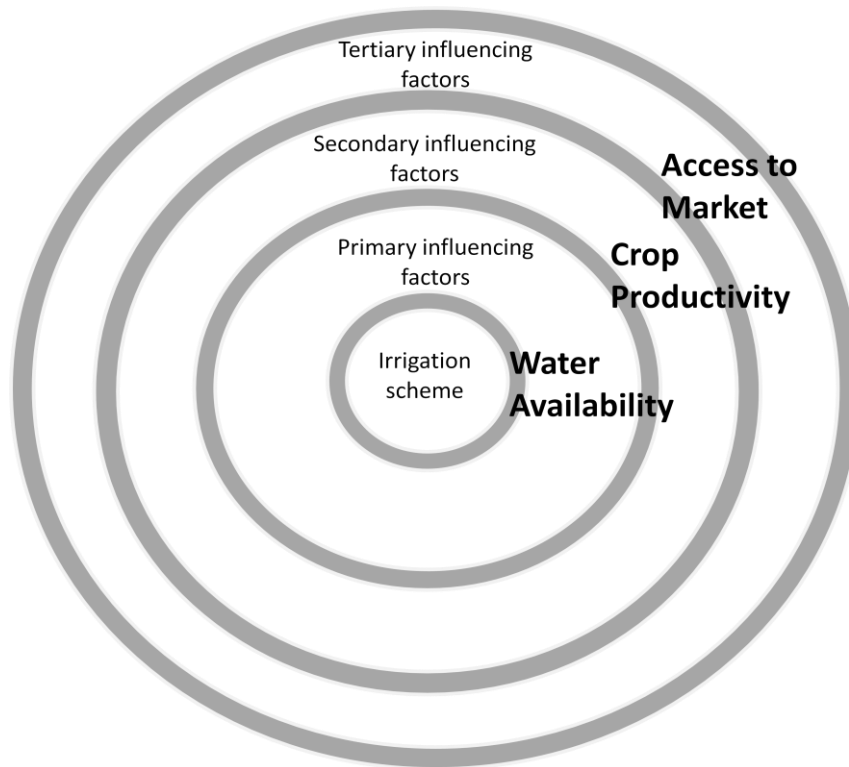 Tertiary influencing
factors
Secondary influencing
factors
Access to
Market
Primary influencing
factors
Crop
Productivity
Irrigation
scheme
Water
Availability